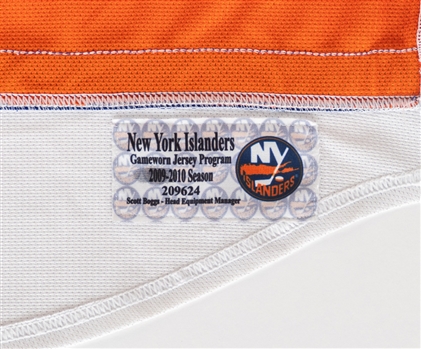 New York Islanders
Gameworn Jersey Program
2009-2010 Season
209624
Scott Boggs - Head Equipment Manager
NY
ISLANDERS